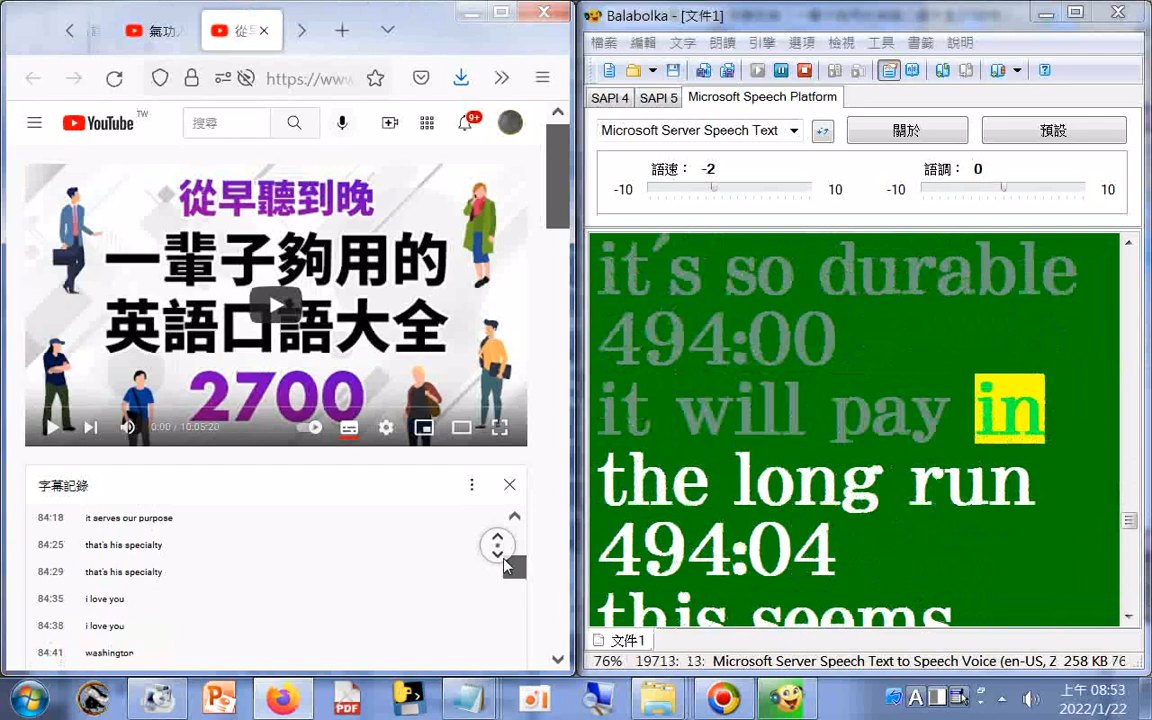 氣功
從
https://www
YouTube TW
搜尋
9+
從早聽到晚
一輩子夠用的
英語口語大全
2700
0:00 / 10:05:20
字幕記錄
84:18 it serves our purpose
84:25 that's his specialty
84:29 that's his specialty
84:35 i love you
84:38 i love you
84:41 washington
Balabolka - [文件1]
檔案 編輯 文字 朗讀 引擎 選項 檢視 工具 書籤 說明
SAPI 4 SAPI 5 Microsoft Speech Platform
Microsoft Server Speech Text 關於 預設
語速： -2 語調： 0
-10 10 -10 10
it's so durable
494:00
it will pay in
the long run
494:04
this seems
文件1
76% 19713: 13: Microsoft Server Speech Text to Speech Voice (en-US, Z 258 KB 76
PDF
A
上午 08:53
2022/1/22